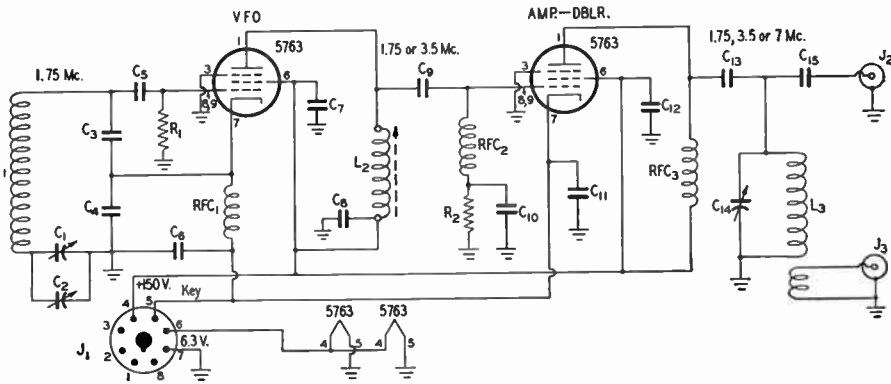 VFO
AMP.—DBLR.
1 5763
1 5763
1.75 Mc.
C5
3
8,9
7
6
C7
1.75 or 3.5 Mc.
C9
3
8,9
7
6
C12
1.75, 3.5 or 7 Mc.
C13
C15
J2
1
C3
R1
C4
RFC1
C6
L2
C8
RFC2
R2
C10
C11
RFC3
C14
L3
J3
C1
C2
+150 V.
Key
4 5
3 6
2 7
1 8
6.3 V.
J1
5763 5763
4 5 4 5